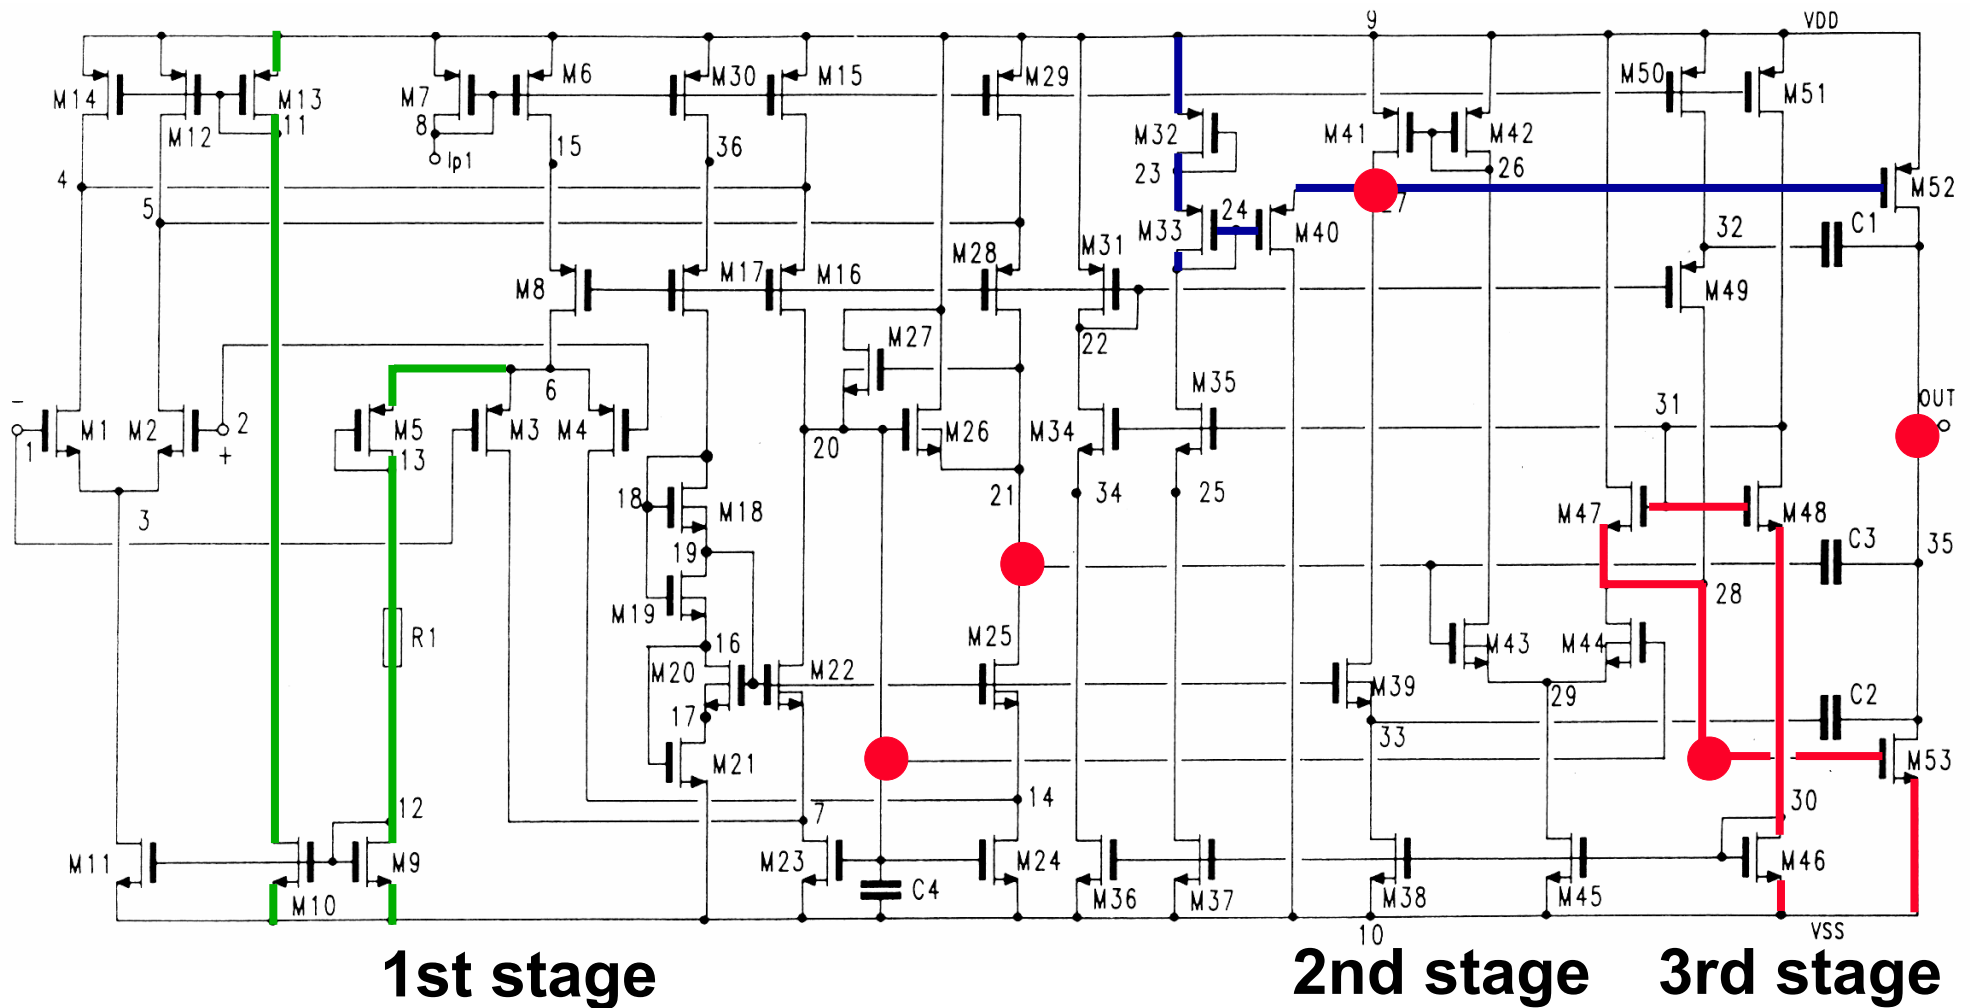 9 VDD
M14 M12 M13 M7 M6 M30 M15 M29 M50 M51
11 8 Ip1 15 36 M32 M41 M42
4 23 26 M52
5 24 27
M33 M40 32 C1
M8 M17 M16 M28 M31 M49
M27 22
6 M35 OUT
− 31
1 M1 M2 2 M5 M3 M4 20 M26 M34
+ 13
18 21 34 25
M18 M47 M48
3 19 C3 35
M19 28
R1 16 M25 M43 M44
M20 M22 M39 29 C2
17 33
M21 M53
12 7 14 30
M11 M9 M23 M24 M46
M10 C4 M36 M37 M38 M45
10 VSS
1st stage 2nd stage 3rd stage